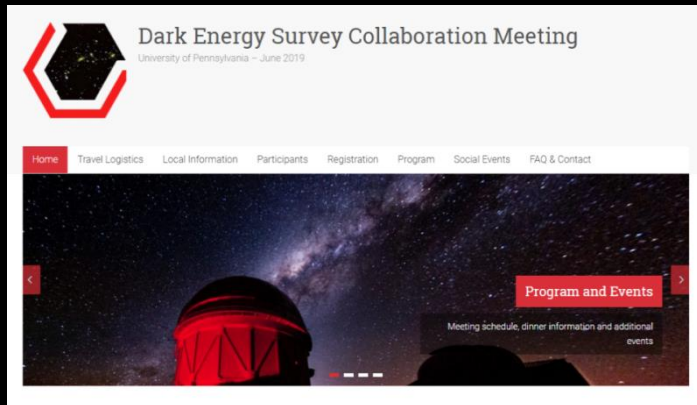 Dark Energy Survey Collaboration Meeting
University of Pennsylvania – June 2019
Home Travel Logistics Local Information Participants Registration Program Social Events FAQ & Contact
Program and Events
Meeting schedule, dinner information and additional
events